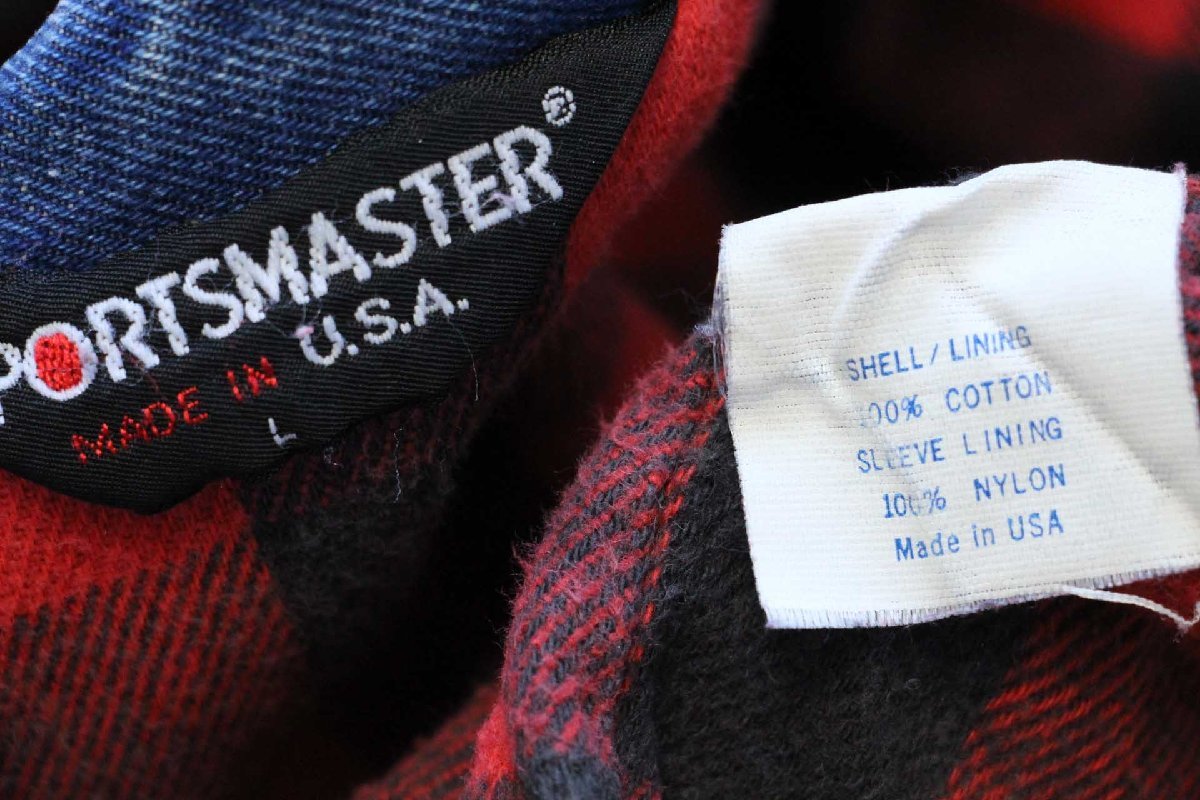 PORTSMASTER®
MADE IN U.S.A.
L
SHELL/LINING
100% COTTON
SLEEVE LINING
100% NYLON
Made in USA